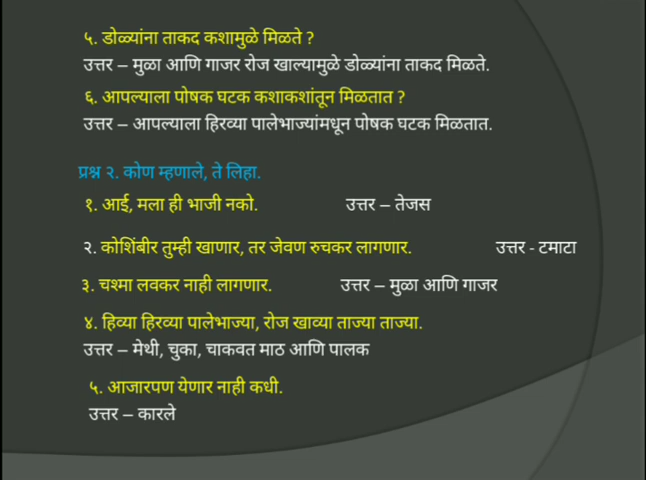 ५. डोळ्यांना ताकद कशामुळे मिळते ?
उत्तर – मुळा आणि गाजर रोज खाल्यामुळे डोळ्यांना ताकद मिळते.
६. आपल्याला पोषक घटक कशाकशांतून मिळतात ?
उत्तर – आपल्याला हिरव्या पालेभाज्यांमधून पोषक घटक मिळतात.
प्रश्न २. कोण म्हणाले, ते लिहा.
१. आई, मला ही भाजी नको. उत्तर – तेजस
२. कोशिंबीर तुम्ही खाणार, तर जेवण रुचकर लागणार. उत्तर - टमाटा
३. चश्मा लवकर नाही लागणार. उत्तर – मुळा आणि गाजर
४. हिव्या हिरव्या पालेभाज्या, रोज खाव्या ताज्या ताज्या.
उत्तर – मेथी, चुका, चाकवत माठ आणि पालक
५. आजारपण येणार नाही कधी.
उत्तर – कारले